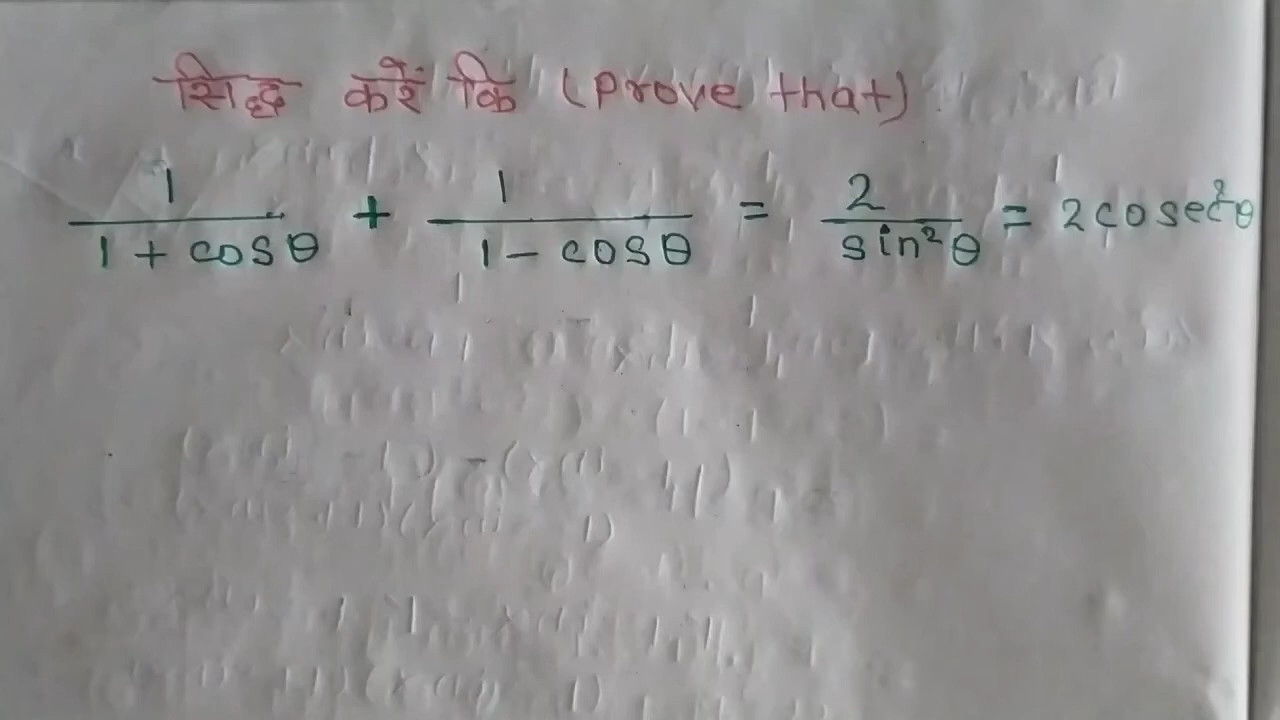 सिद्ध करें कि (prove that)
1/(1 + cosθ) + 1/(1 - cosθ) = 2/sin²θ = 2cosec²θ